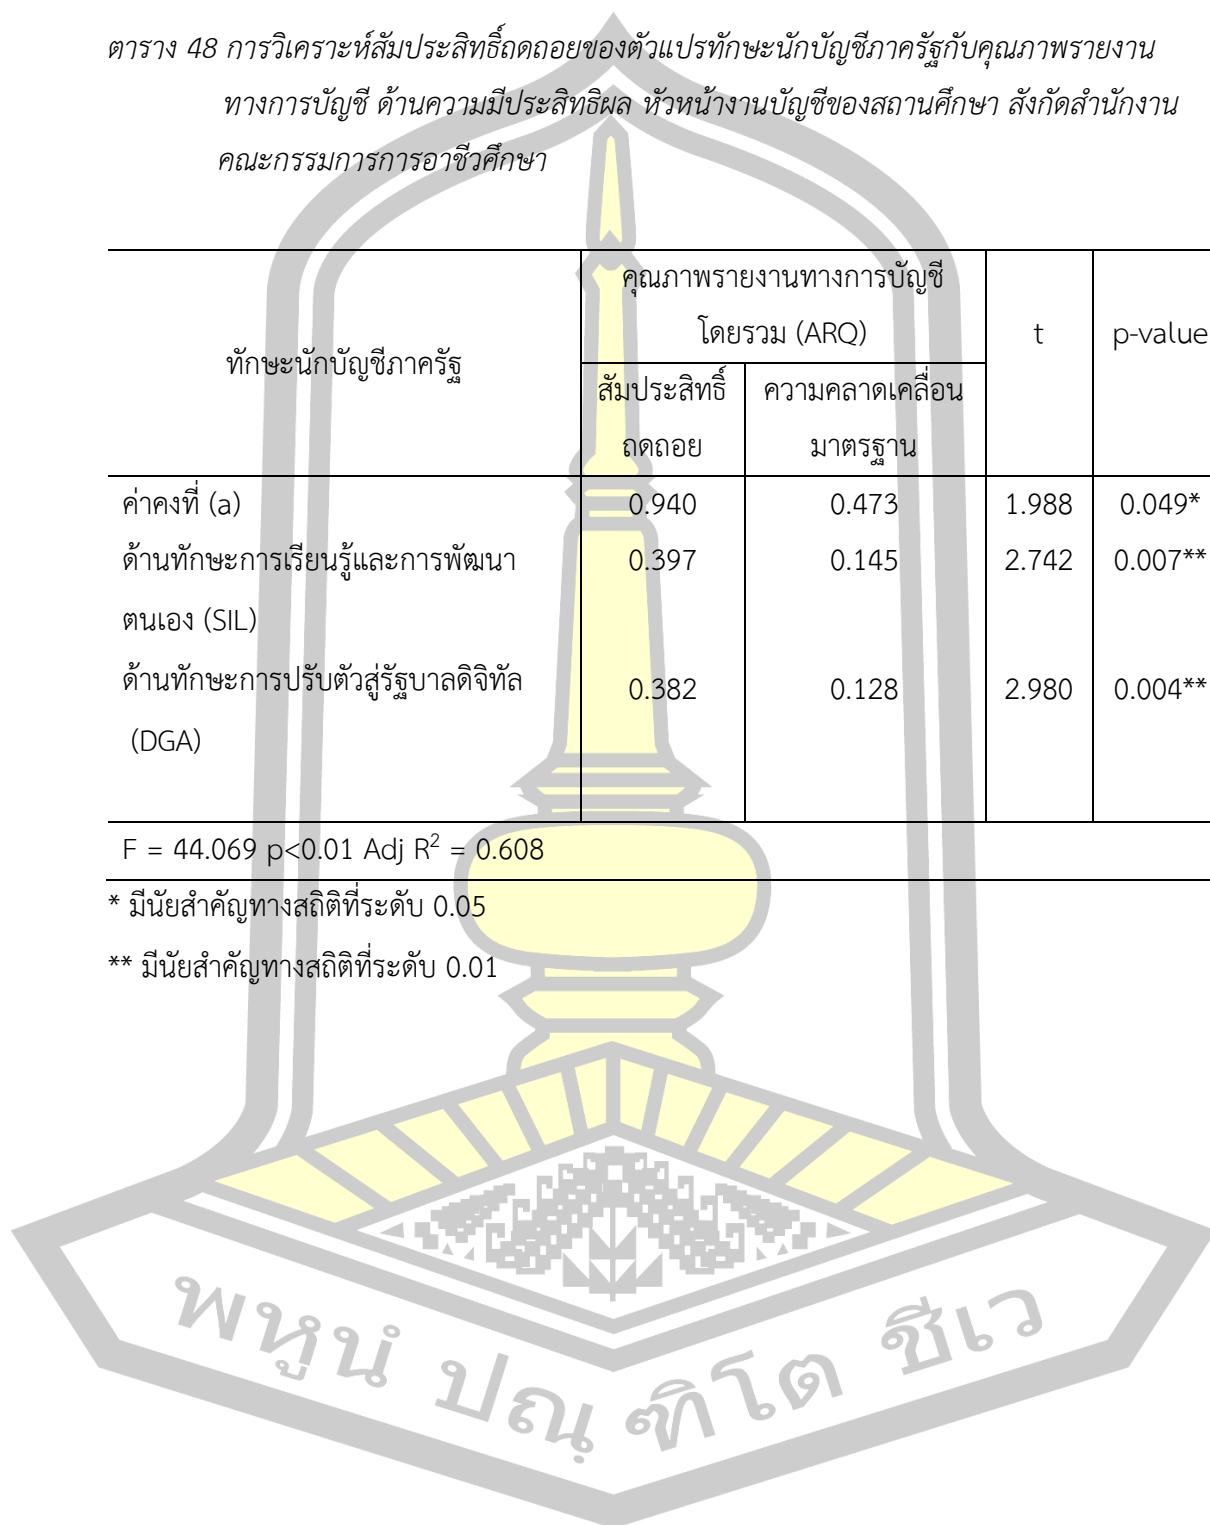 ตาราง 48 การวิเคราะห์สัมประสิทธิ์ถดถอยของตัวแปรทักษะนักบัญชีภาครัฐกับคุณภาพรายงาน
ทางการบัญชี ด้านความมีประสิทธิผล หัวหน้างานบัญชีของสถานศึกษา สังกัดสำนักงาน
คณะกรรมการการอาชีวศึกษา
ทักษะนักบัญชีภาครัฐ
คุณภาพรายงานทางการบัญชี
โดยรวม (ARQ)
t
p-value
สัมประสิทธิ์
ถดถอย
ความคลาดเคลื่อน
มาตรฐาน
ค่าคงที่ (a) 0.940 0.473 1.988 0.049*
ด้านทักษะการเรียนรู้และการพัฒนา 0.397 0.145 2.742 0.007**
ตนเอง (SIL)
ด้านทักษะการปรับตัวสู่รัฐบาลดิจิทัล 0.382 0.128 2.980 0.004**
(DGA)
F = 44.069 p<0.01 Adj R² = 0.608
* มีนัยสำคัญทางสถิติที่ระดับ 0.05
** มีนัยสำคัญทางสถิติที่ระดับ 0.01
พหูนํ ปณฺ ฑิโต ชีเว